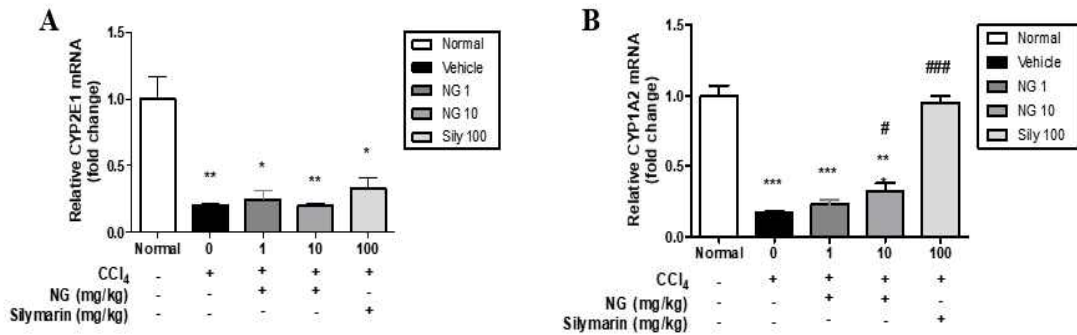 A
Relative CYP2E1 mRNA
(fold change)
1.5
1.0
0.5
0.0
** * ** *
Normal 0 1 10 100
CCl4 - + + + +
NG (mg/kg) - - + + -
Silymarin (mg/kg) - - - - +
Normal
Vehicle
NG 1
NG 10
Sily 100
B
Relative CYP1A2 mRNA
(fold change)
1.5
1.0
0.5
0.0
###
#
*** *** **
*
Normal 0 1 10 100
CCl4 - + + + +
NG (mg/kg) - - + + -
Silymarin (mg/kg) - - - - +
Normal
Vehicle
NG 1
NG 10
Sily 100